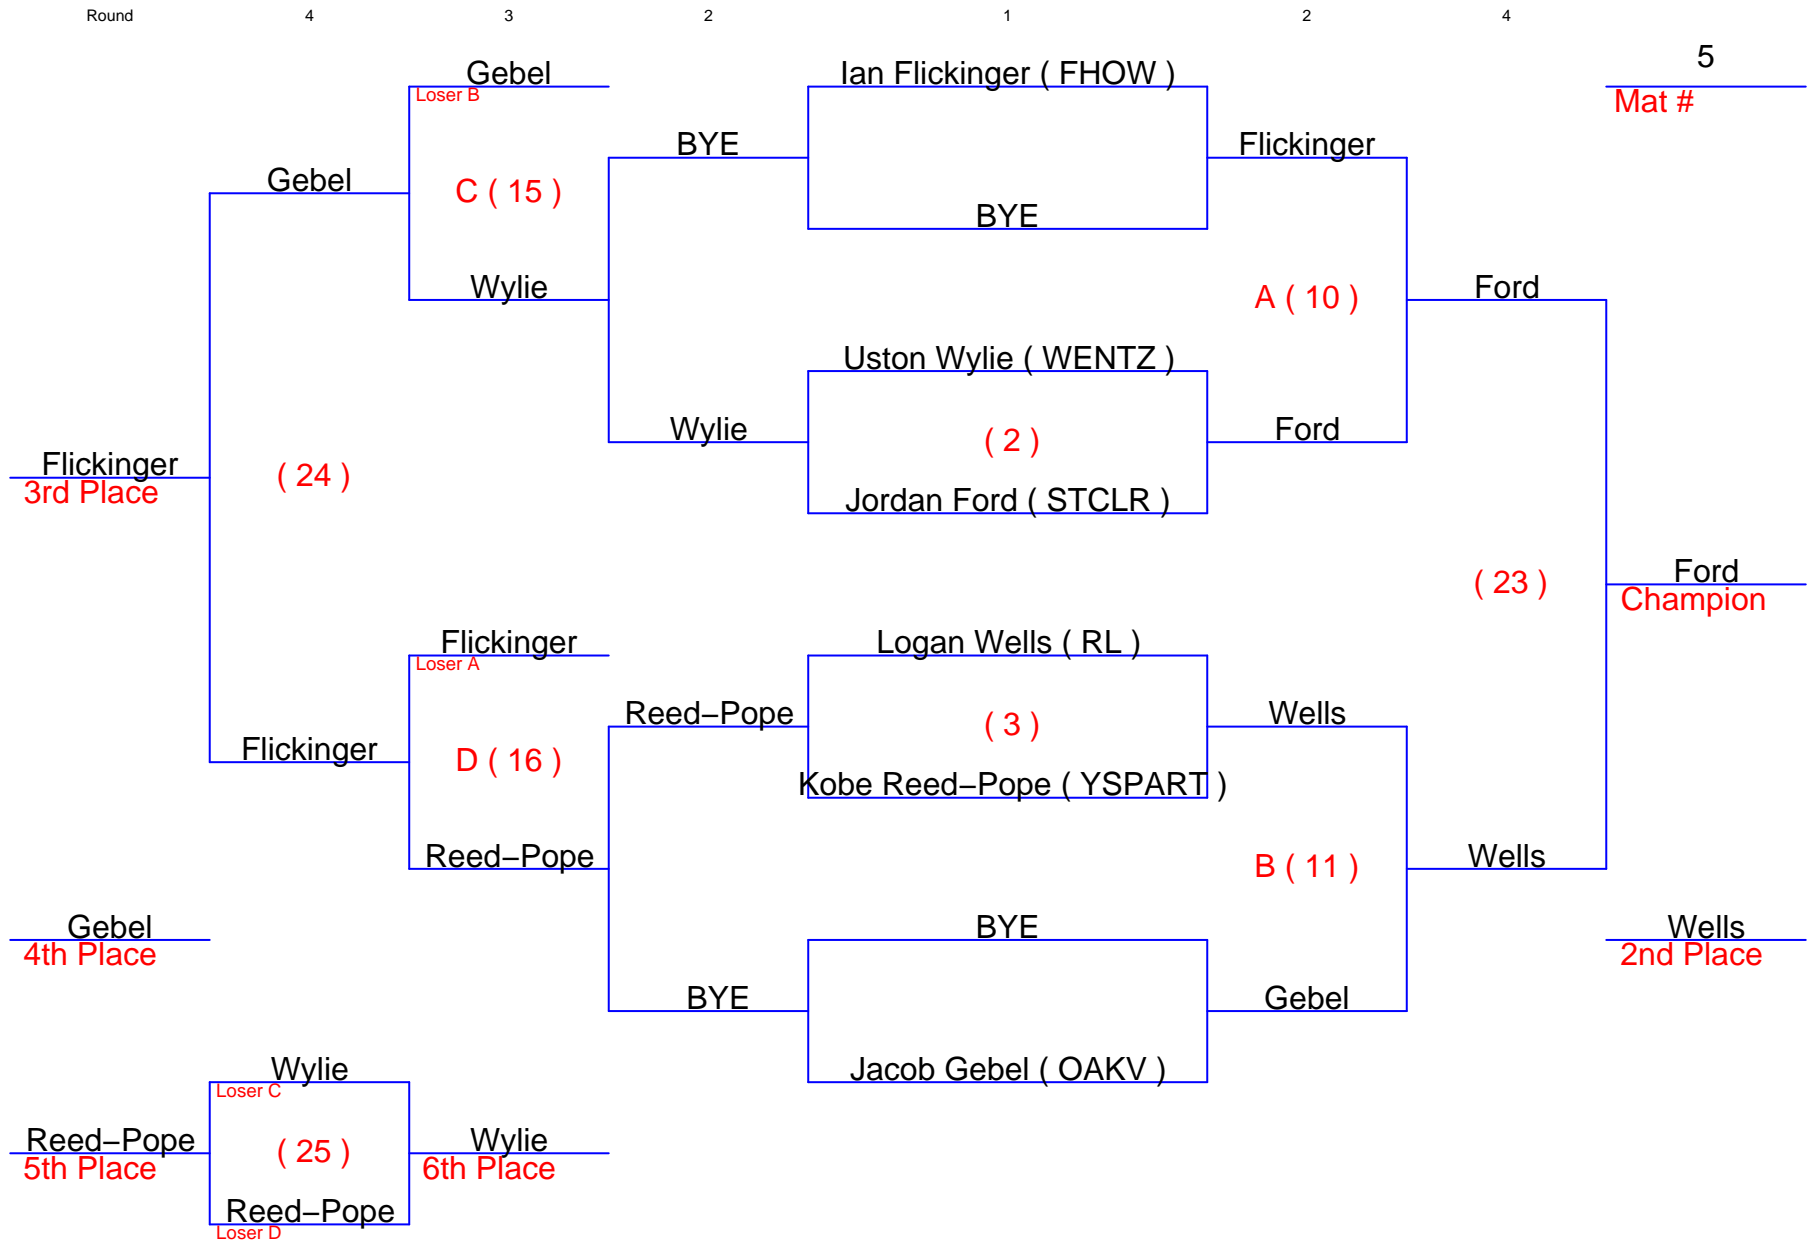 Round 4 3 2 1 2 4
5
Mat #
Gebel
Loser B
Ian Flickinger ( FHOW )
BYE
Flickinger
Gebel
C ( 15 )
BYE
Wylie
A ( 10 )
Ford
Uston Wylie ( WENTZ )
Wylie
( 2 )
Ford
Flickinger
3rd Place
( 24 )
Jordan Ford ( STCLR )
( 23 )
Ford
Champion
Flickinger
Loser A
Logan Wells ( RL )
Reed–Pope
( 3 )
Wells
Flickinger
D ( 16 )
Kobe Reed–Pope ( YSPART )
Reed–Pope
B ( 11 )
Wells
Gebel
4th Place
BYE
Wells
2nd Place
BYE
Gebel
Wylie
Loser C
Jacob Gebel ( OAKV )
Reed–Pope
5th Place
( 25 )
Wylie
6th Place
Reed–Pope
Loser D